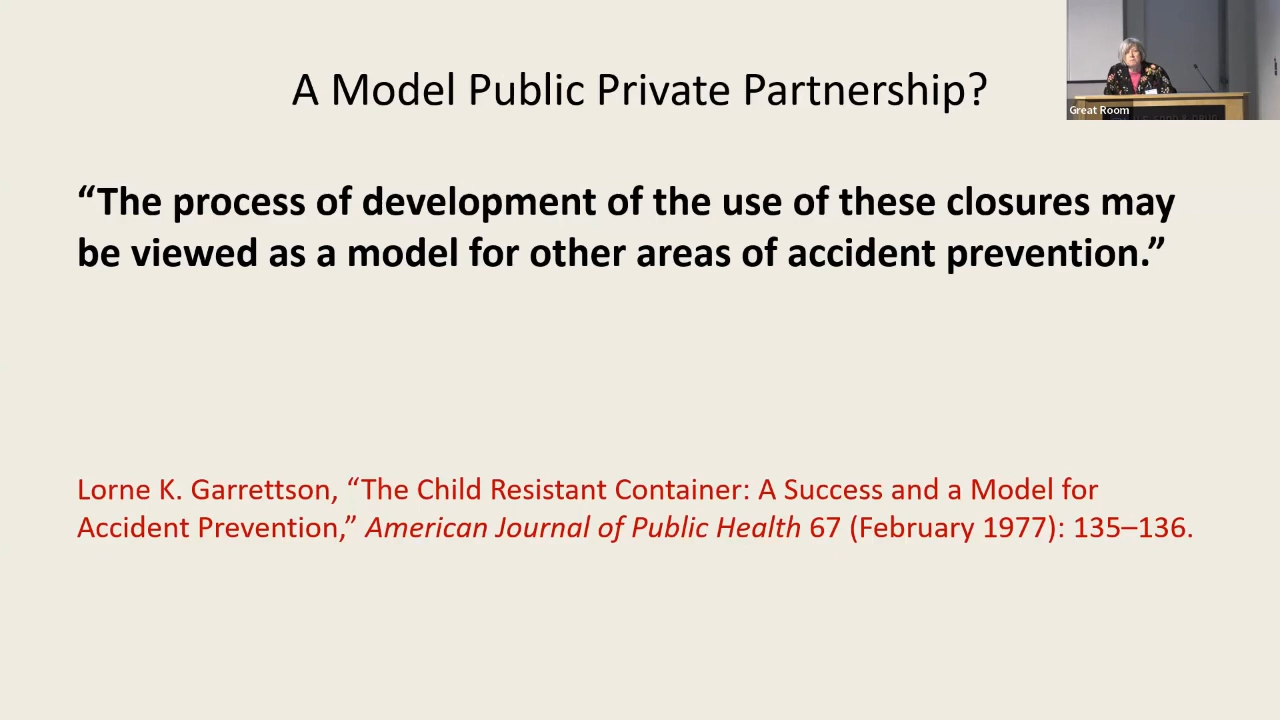 A Model Public Private Partnership?
Great Room
“The process of development of the use of these closures may
be viewed as a model for other areas of accident prevention.”
Lorne K. Garrettson, “The Child Resistant Container: A Success and a Model for
Accident Prevention,” American Journal of Public Health 67 (February 1977): 135–136.